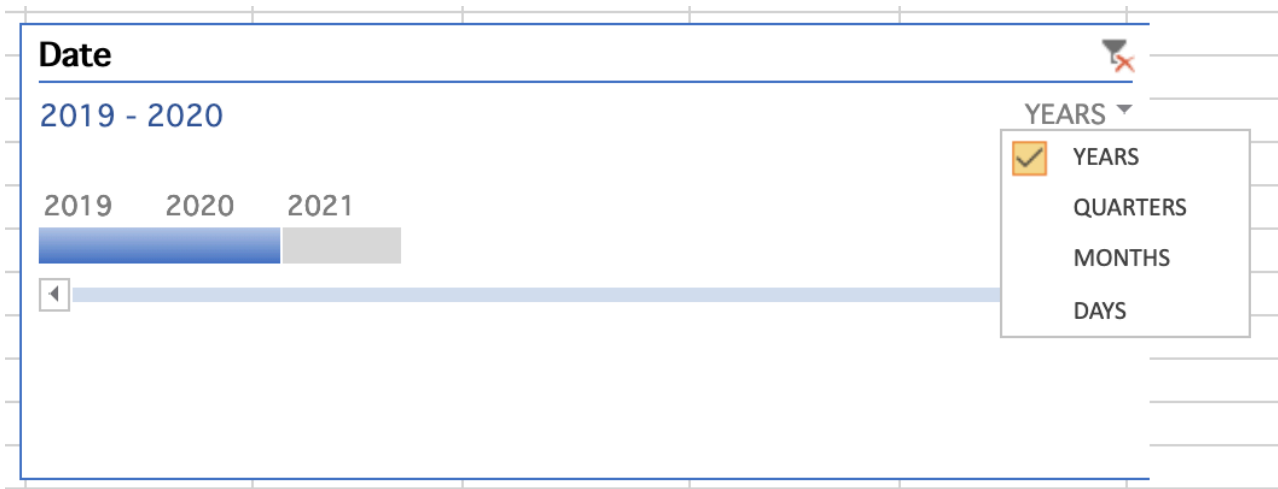 Date
2019 - 2020
YEARS
YEARS
QUARTERS
MONTHS
DAYS
2019 2020 2021